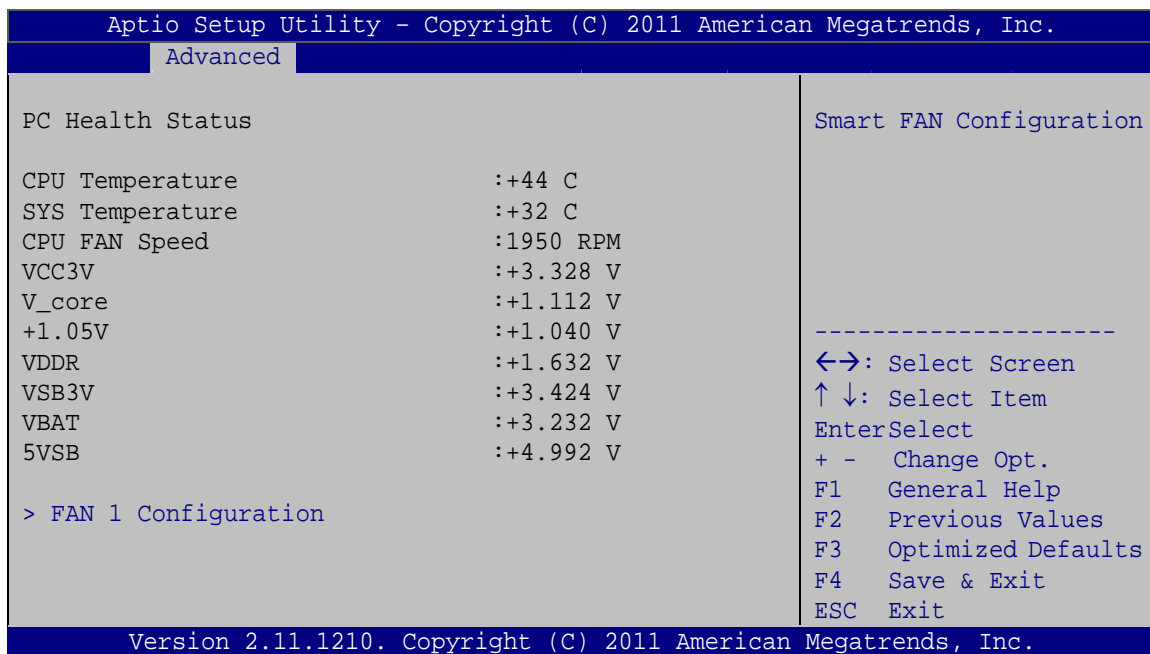 Aptio Setup Utility – Copyright (C) 2011 American Megatrends, Inc.
Advanced
PC Health Status
CPU Temperature :+44 C
SYS Temperature :+32 C
CPU FAN Speed :1950 RPM
VCC3V :+3.328 V
V_core :+1.112 V
+1.05V :+1.040 V
VDDR :+1.632 V
VSB3V :+3.424 V
VBAT :+3.232 V
5VSB :+4.992 V
> FAN 1 Configuration
Smart FAN Configuration
---------------------
←→: Select Screen
↑ ↓: Select Item
EnterSelect
+ - Change Opt.
F1 General Help
F2 Previous Values
F3 Optimized Defaults
F4 Save & Exit
ESC Exit
Version 2.11.1210. Copyright (C) 2011 American Megatrends, Inc.